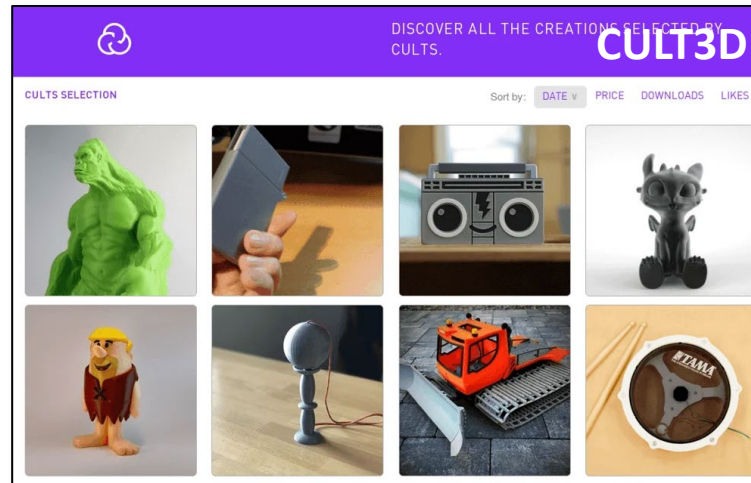 DISCOVER ALL THE CREATIONS SELECTED BY
CULTS.
CULT3D
CULTS SELECTION
Sort by: DATE PRICE DOWNLOADS LIKES
TAMA